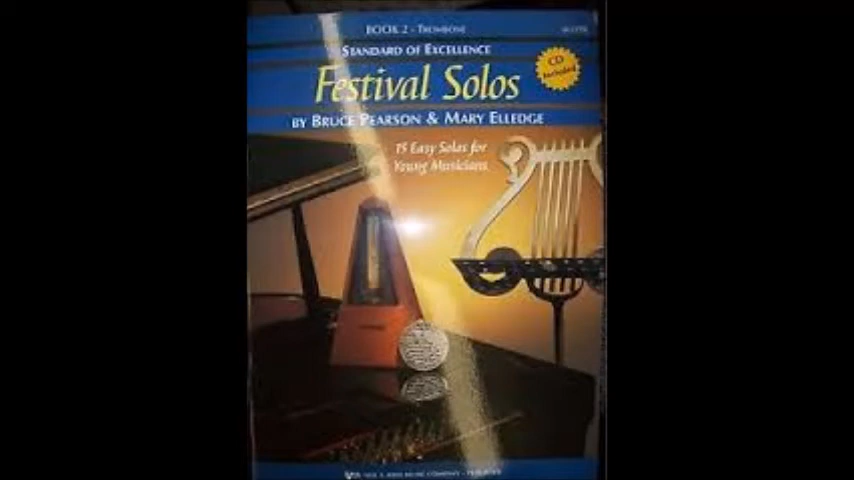 BOOK 2 - TROMBONE
STANDARD OF EXCELLENCE
Festival Solos
CD
Included
BY BRUCE PEARSON & MARY ELLEDGE
15 Easy Solos for
Young Musicians